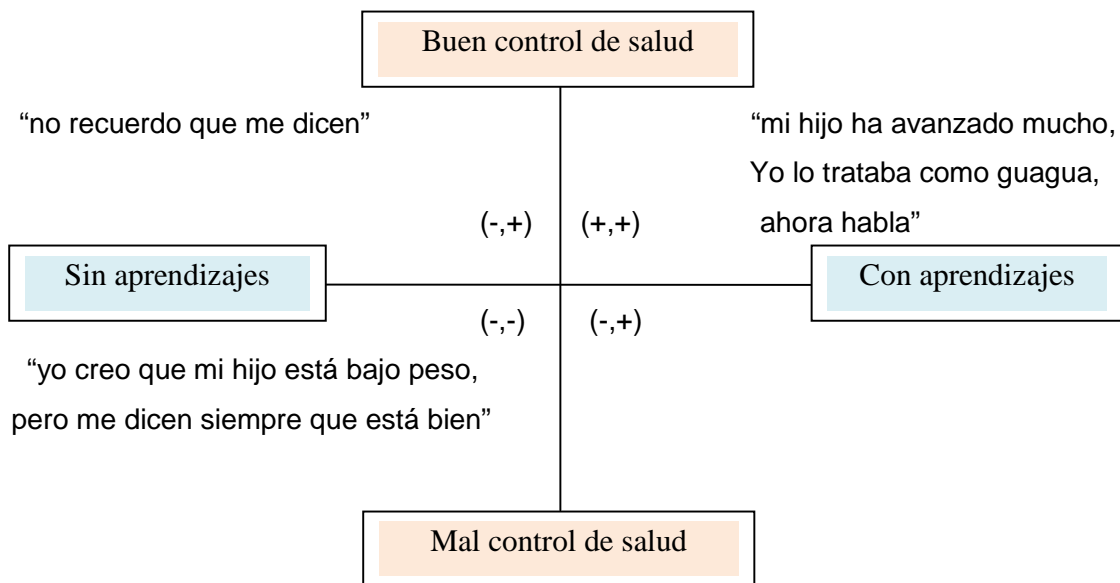 Buen control de salud
“no recuerdo que me dicen”
“mi hijo ha avanzado mucho,
Yo lo trataba como guagua,
ahora habla”
(-,+)
(+,+)
Sin aprendizajes
Con aprendizajes
(-,-)
(-,+)
“yo creo que mi hijo está bajo peso,
pero me dicen siempre que está bien”
Mal control de salud